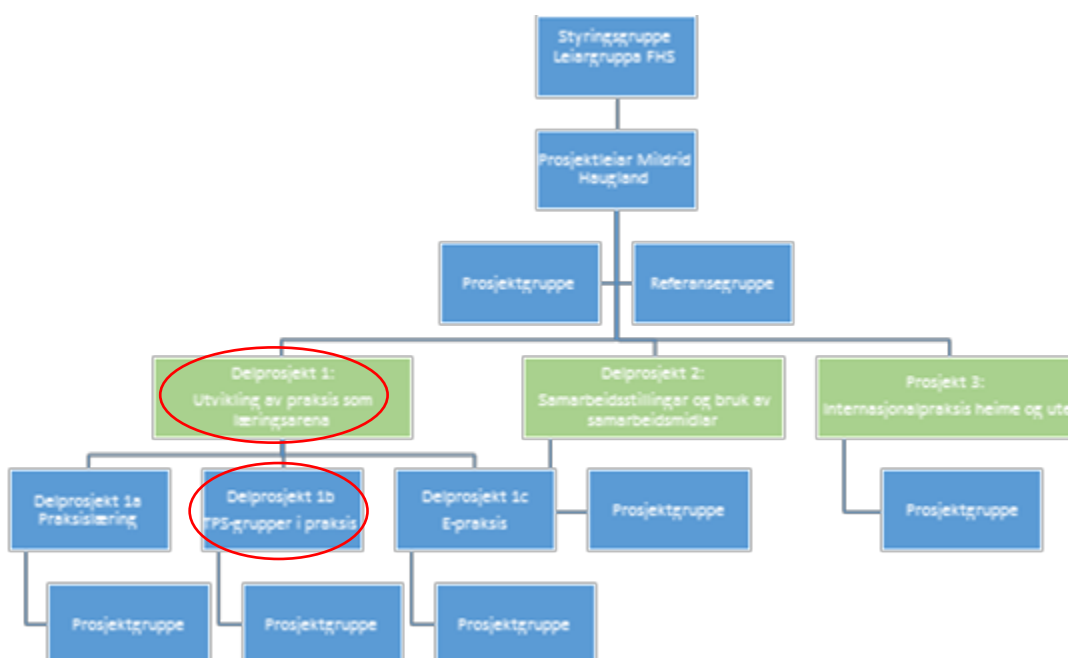 Styringsgruppe
Leiargruppa FHS
Prosjektleiar Mildrid
Haugland
Prosjektgruppe
Referansegruppe
Delprosjekt 1:
Utvikling av praksis som
læringsarena
Delprosjekt 2:
Samarbeidsstillingar og bruk av
samarbeidsmidlar
Prosjekt 3:
Internasjonalpraksis heime og ute
Delprosjekt 1a
Praksislæring
Delprosjekt 1b
TPS-grupper i praksis
Delprosjekt 1c
E-praksis
Prosjektgruppe
Prosjektgruppe
Prosjektgruppe
Prosjektgruppe
Prosjektgruppe